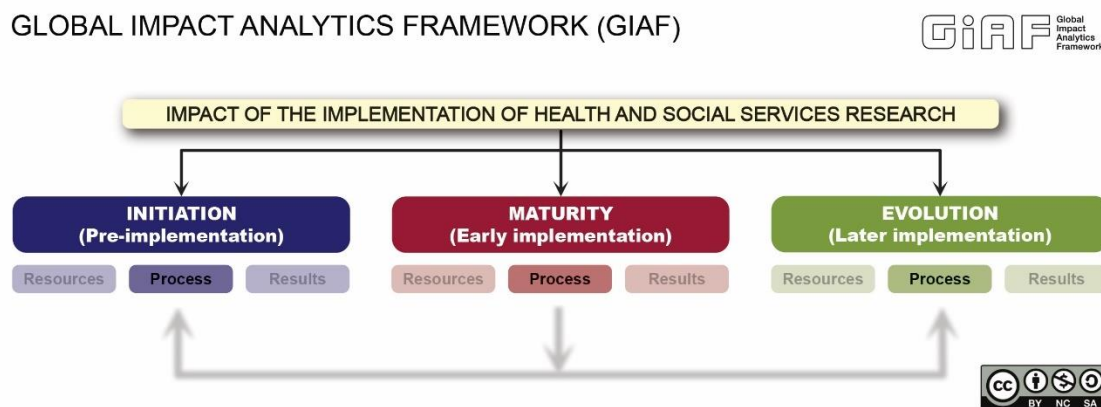 GLOBAL IMPACT ANALYTICS FRAMEWORK (GIAF)
GiAF
Global
Impact
Analytics
Framework
IMPACT OF THE IMPLEMENTATION OF HEALTH AND SOCIAL SERVICES RESEARCH
INITIATION
(Pre-implementation)
MATURITY
(Early implementation)
EVOLUTION
(Later implementation)
Resources Process Results
Resources Process Results
Resources Process Results
cc
BY NC SA